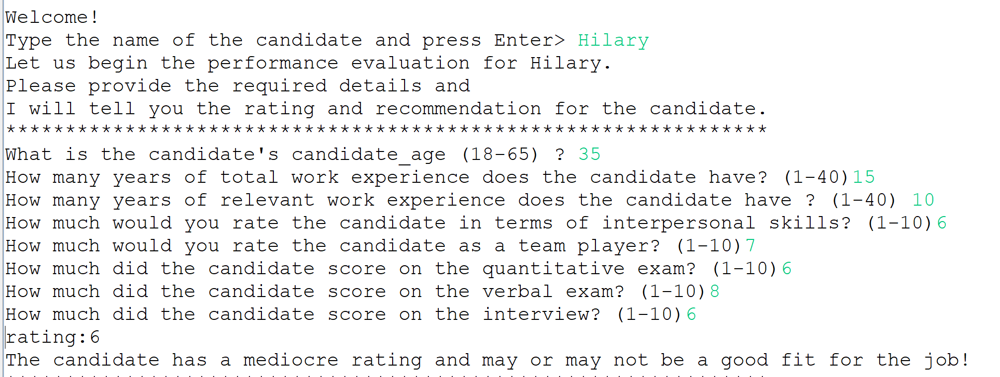 Welcome!
Type the name of the candidate and press Enter> Hilary
Let us begin the performance evaluation for Hilary.
Please provide the required details and
I will tell you the rating and recommendation for the candidate.
****************************************************************
What is the candidate's candidate_age (18-65) ? 35
How many years of total work experience does the candidate have? (1-40)15
How many years of relevant work experience does the candidate have ? (1-40) 10
How much would you rate the candidate in terms of interpersonal skills? (1-10)6
How much would you rate the candidate as a team player? (1-10)7
How much did the candidate score on the quantitative exam? (1-10)6
How much did the candidate score on the verbal exam? (1-10)8
How much did the candidate score on the interview? (1-10)6
rating:6
The candidate has a mediocre rating and may or may not be a good fit for the job!
****************************************************************